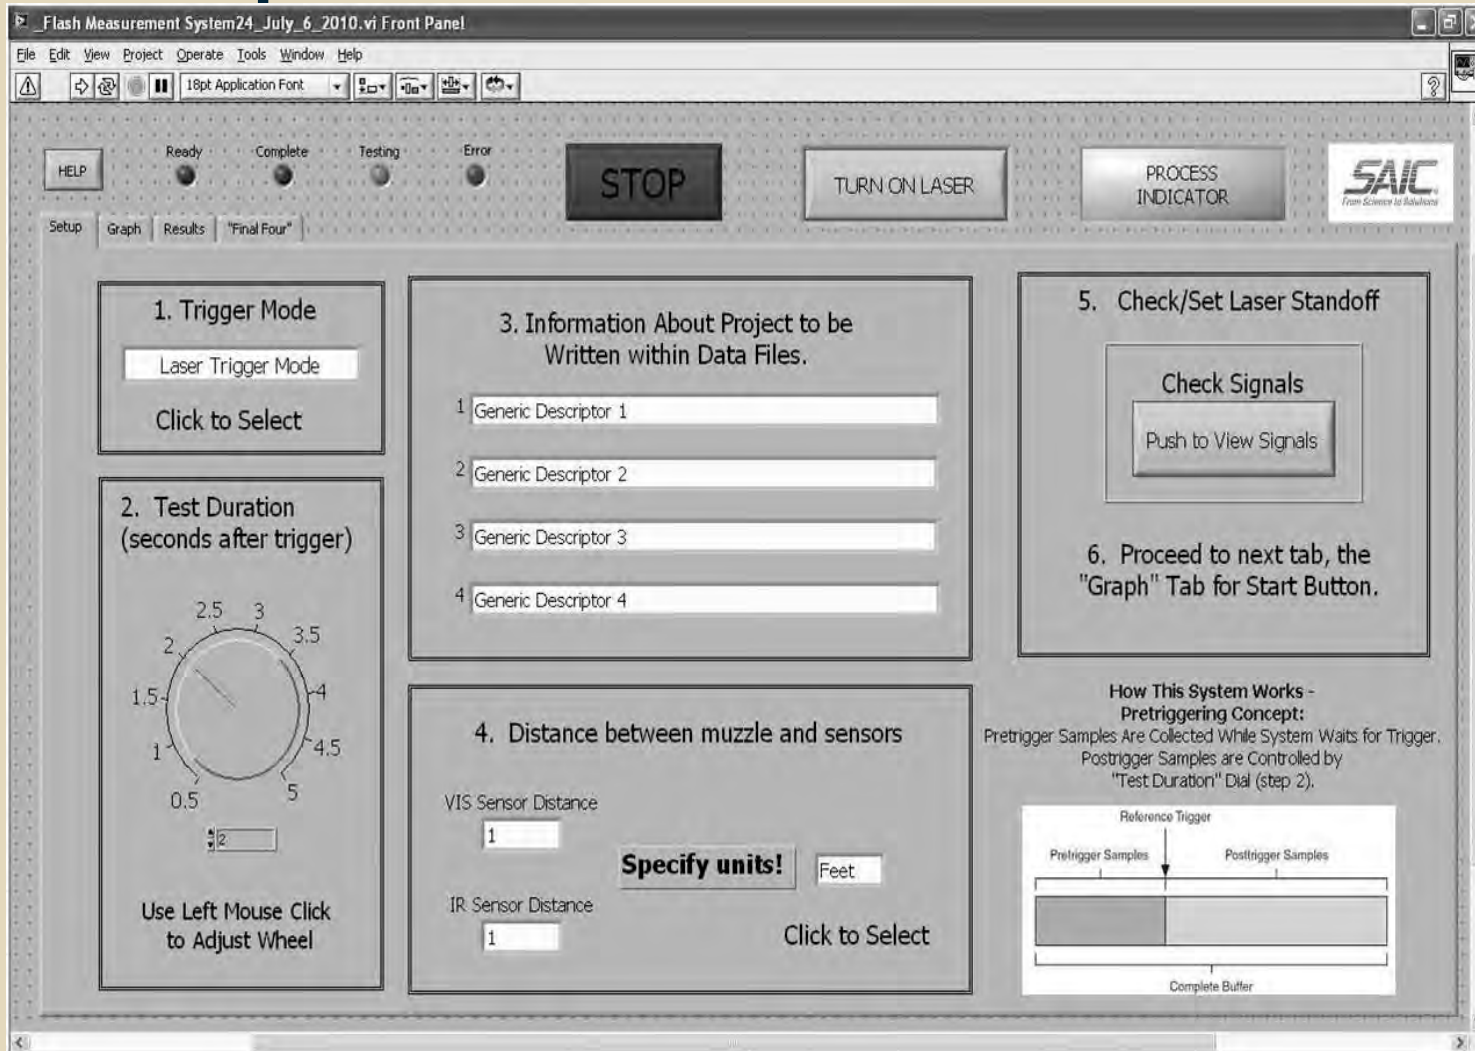 _Flash Measurement System24_July_6_2010.vi Front Panel
File Edit View Project Operate Tools Window Help
18pt Application Font
?
HELP
Ready
Complete
Testing
Error
STOP
TURN ON LASER
PROCESS
INDICATOR
SAIC
From Science to Solutions
Setup
Graph
Results
"Final Four"
1. Trigger Mode
Laser Trigger Mode
Click to Select
2. Test Duration
(seconds after trigger)
2.5 3
2 3.5
1.5 4
1 4.5
0.5 5
2
Use Left Mouse Click
to Adjust Wheel
3. Information About Project to be
Written within Data Files.
1 Generic Descriptor 1
2 Generic Descriptor 2
3 Generic Descriptor 3
4 Generic Descriptor 4
4. Distance between muzzle and sensors
VIS Sensor Distance
1
Specify units!
Feet
IR Sensor Distance
1
Click to Select
5. Check/Set Laser Standoff
Check Signals
Push to View Signals
6. Proceed to next tab, the
"Graph" Tab for Start Button.
How This System Works -
Pretriggering Concept:
Pretrigger Samples Are Collected While System Waits for Trigger.
Postrigger Samples are Controlled by
"Test Duration" Dial (step 2).
Reference Trigger
Pretrigger Samples
Posttrigger Samples
Complete Buffer